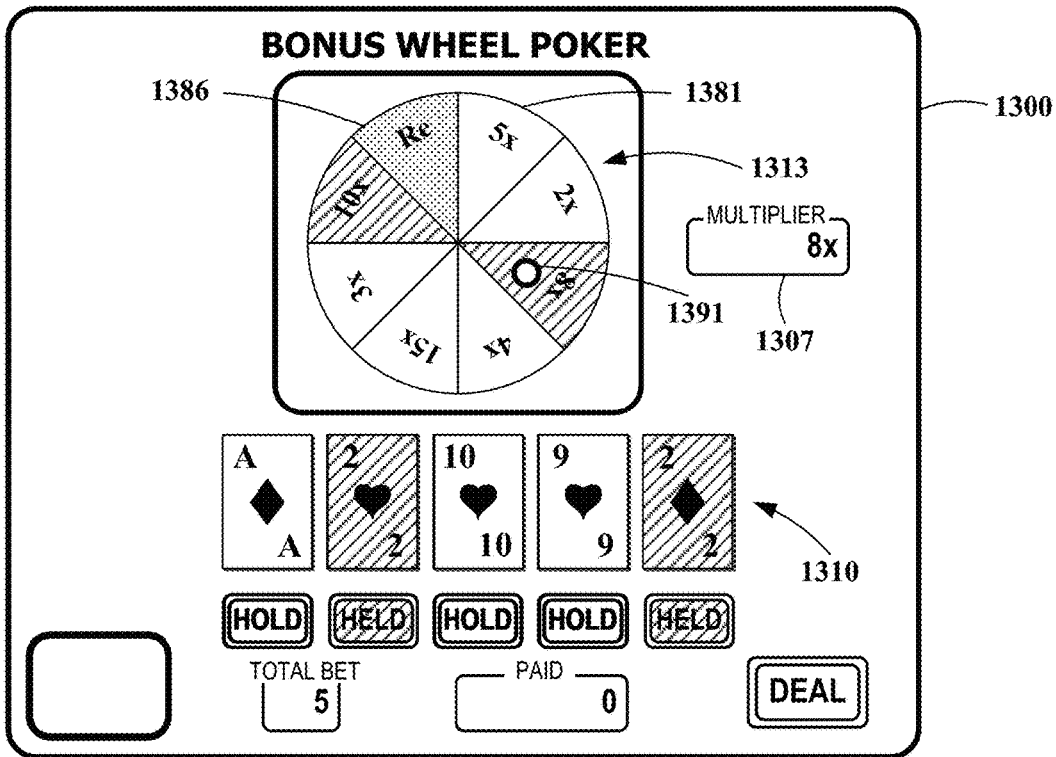 BONUS WHEEL POKER
1386
1381
1300
Re
5x
1313
10x
2x
MULTIPLIER
8x
3x
8x
1391
15x
4x
1307
A 2 10 9 2
A 2 10 9 2
1310
HOLD HELD HOLD HOLD HELD
TOTAL BET
5
PAID
0
DEAL